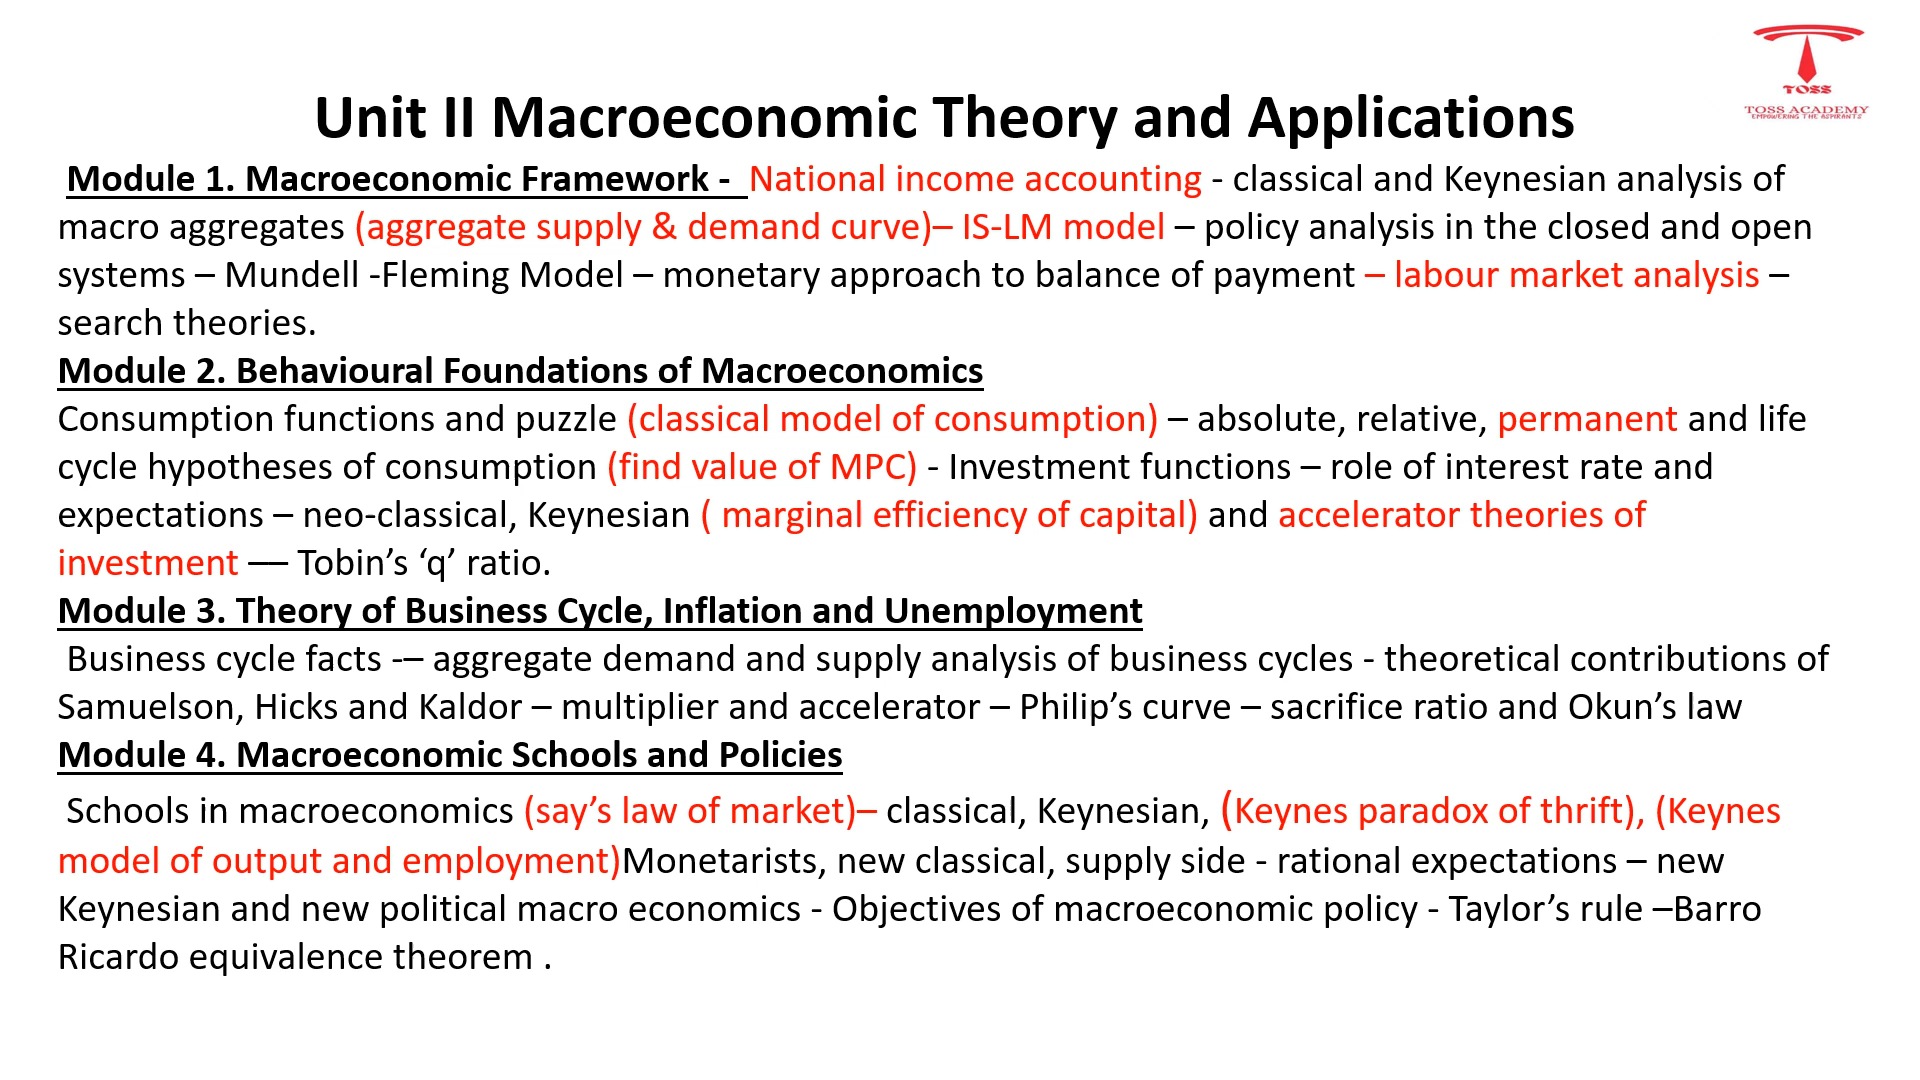 TOSS
TOSS ACADEMY
EMPOWERING THE ASPIRANTS
Unit II Macroeconomic Theory and Applications
Module 1. Macroeconomic Framework - National income accounting - classical and Keynesian analysis of
macro aggregates (aggregate supply & demand curve)– IS-LM model – policy analysis in the closed and open
systems – Mundell -Fleming Model – monetary approach to balance of payment – labour market analysis –
search theories.
Module 2. Behavioural Foundations of Macroeconomics
Consumption functions and puzzle (classical model of consumption) – absolute, relative, permanent and life
cycle hypotheses of consumption (find value of MPC) - Investment functions – role of interest rate and
expectations – neo-classical, Keynesian ( marginal efficiency of capital) and accelerator theories of
investment –– Tobin’s ‘q’ ratio.
Module 3. Theory of Business Cycle, Inflation and Unemployment
Business cycle facts -– aggregate demand and supply analysis of business cycles - theoretical contributions of
Samuelson, Hicks and Kaldor – multiplier and accelerator – Philip’s curve – sacrifice ratio and Okun’s law
Module 4. Macroeconomic Schools and Policies
Schools in macroeconomics (say’s law of market)– classical, Keynesian, (Keynes paradox of thrift), (Keynes
model of output and employment)Monetarists, new classical, supply side - rational expectations – new
Keynesian and new political macro economics - Objectives of macroeconomic policy - Taylor’s rule –Barro
Ricardo equivalence theorem .